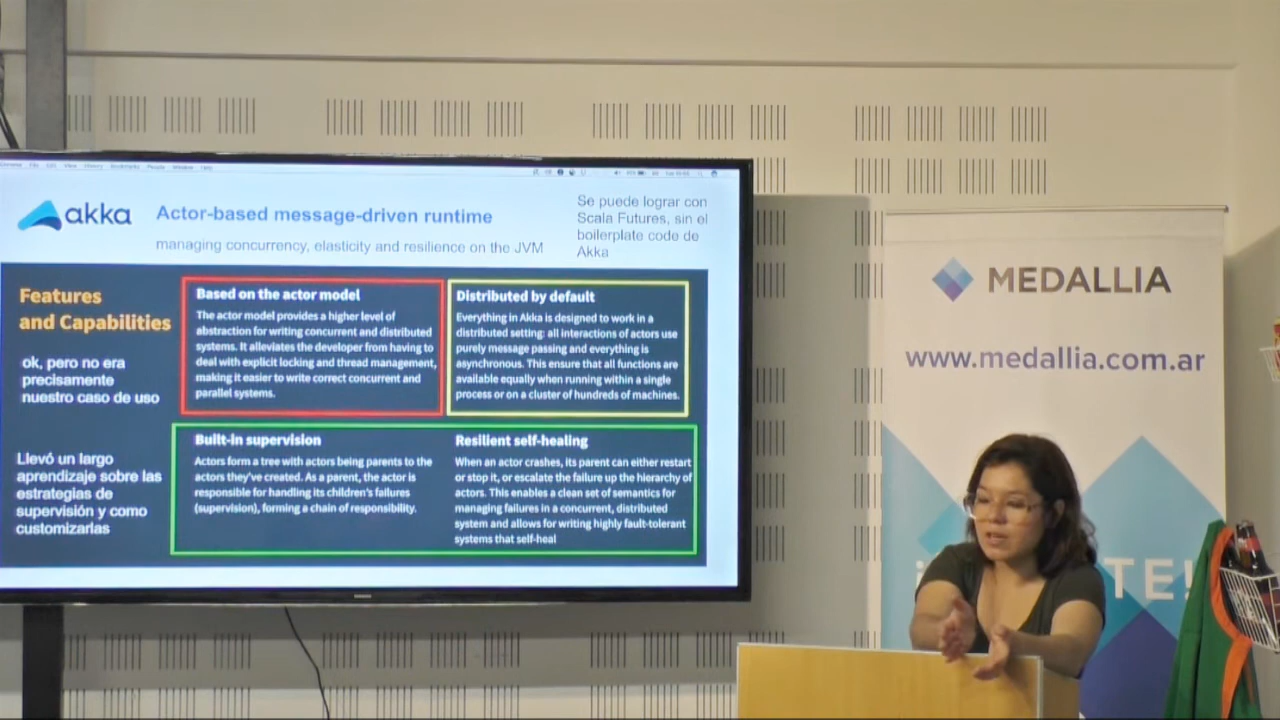 akka
Actor-based message-driven runtime
managing concurrency, elasticity and resilience on the JVM
Se puede lograr con
Scala Futures, sin el
boilerplate code de
Akka
Features
and Capabilities
ok, pero no era
precisamente
nuestro caso de uso
Based on the actor model
The actor model provides a higher level of
abstraction for writing concurrent and distributed
systems. It alleviates the developer from having to
deal with explicit locking and thread management,
making it easier to write correct concurrent and
parallel systems.
Distributed by default
Everything in Akka is designed to work in a
distributed setting: all interactions of actors use
purely message passing and everything is
asynchronous. This ensure that all functions are
available equally when running within a single
process or on a cluster of hundreds of machines.
Llevó un largo
aprendizaje sobre las
estrategias de
supervisión y como
customizarlas
Built-in supervision
Actors form a tree with actors being parents to the
actors they've created. As a parent, the actor is
responsible for handling its children's failures
(supervision), forming a chain of responsibility.
Resilient self-healing
When an actor crashes, its parent can either restart
or stop it, or escalate the failure up the hierarchy of
actors. This enables a clean set of semantics for
managing failures in a concurrent, distributed
system and allows for writing highly fault-tolerant
systems that self-heal
MEDALLIA
www.medallia.com.ar
TE!